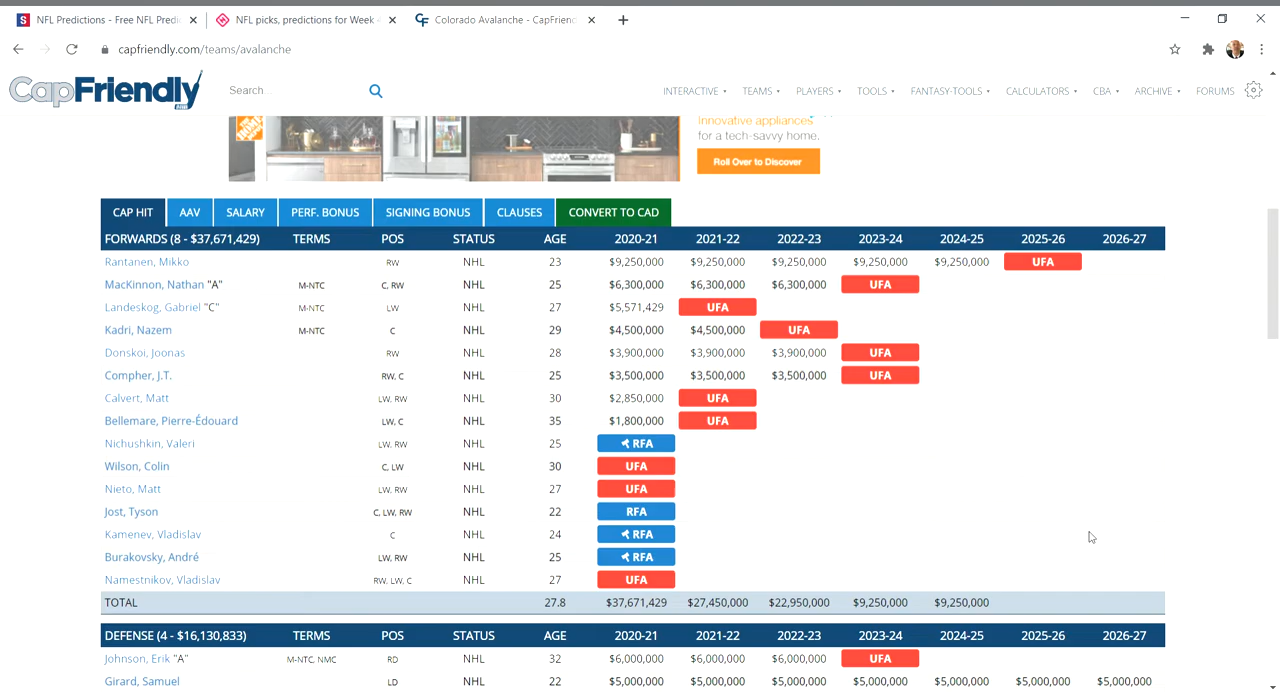 NFL Predictions - Free NFL Predi
NFL picks, predictions for Week 4
Colorado Avalanche - CapFriend
capfriendly.com/teams/avalanche
CapFriendly
Search...
INTERACTIVE TEAMS PLAYERS TOOLS FANTASY-TOOLS CALCULATORS CBA ARCHIVE FORUMS
Innovative appliances
for a tech-savvy home.
Roll Over to Discover
CAP HIT AAV SALARY PERF. BONUS SIGNING BONUS CLAUSES CONVERT TO CAD
FORWARDS (8 - $37,671,429) TERMS POS STATUS AGE 2020-21 2021-22 2022-23 2023-24 2024-25 2025-26 2026-27
Rantanen, Mikko RW NHL 23 $9,250,000 $9,250,000 $9,250,000 $9,250,000 $9,250,000 UFA
MacKinnon, Nathan "A" M-NTC C, RW NHL 25 $6,300,000 $6,300,000 $6,300,000 UFA
Landeskog, Gabriel "C" M-NTC LW NHL 27 $5,571,429 UFA
Kadri, Nazem M-NTC C NHL 29 $4,500,000 $4,500,000 UFA
Donskoi, Joonas RW NHL 28 $3,900,000 $3,900,000 $3,900,000 UFA
Compher, J.T. RW, C NHL 25 $3,500,000 $3,500,000 $3,500,000 UFA
Calvert, Matt LW, RW NHL 30 $2,850,000 UFA
Bellemare, Pierre-Édouard LW, C NHL 35 $1,800,000 UFA
Nichushkin, Valeri LW, RW NHL 25 RFA
Wilson, Colin C, LW NHL 30 UFA
Nieto, Matt LW, RW NHL 27 UFA
Jost, Tyson C, LW, RW NHL 22 RFA
Kamenev, Vladislav C NHL 24 RFA
Burakovsky, André LW, RW NHL 25 RFA
Namestnikov, Vladislav RW, LW, C NHL 27 UFA
TOTAL 27.8 $37,671,429 $27,450,000 $22,950,000 $9,250,000 $9,250,000
DEFENSE (4 - $16,130,833) TERMS POS STATUS AGE 2020-21 2021-22 2022-23 2023-24 2024-25 2025-26 2026-27
Johnson, Erik "A" M-NTC, NMC RD NHL 32 $6,000,000 $6,000,000 $6,000,000 UFA
Girard, Samuel LD NHL 22 $5,000,000 $5,000,000 $5,000,000 $5,000,000 $5,000,000 $5,000,000 $5,000,000